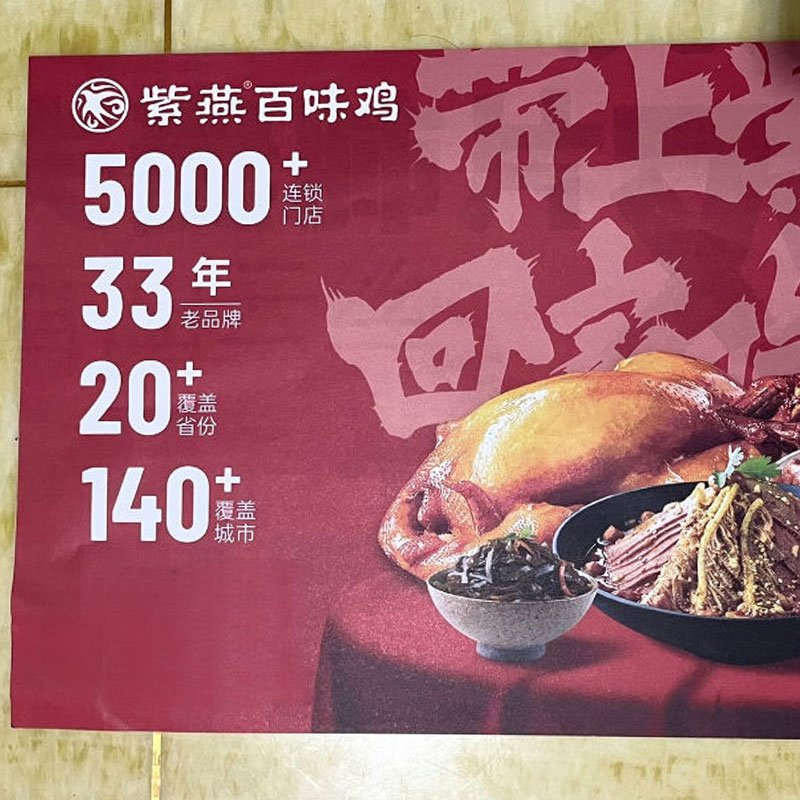 紫燕®百味鸡
5000+
连锁
门店
33年
老品牌
20+
覆盖
省份
140+
覆盖
城市
带上
回家